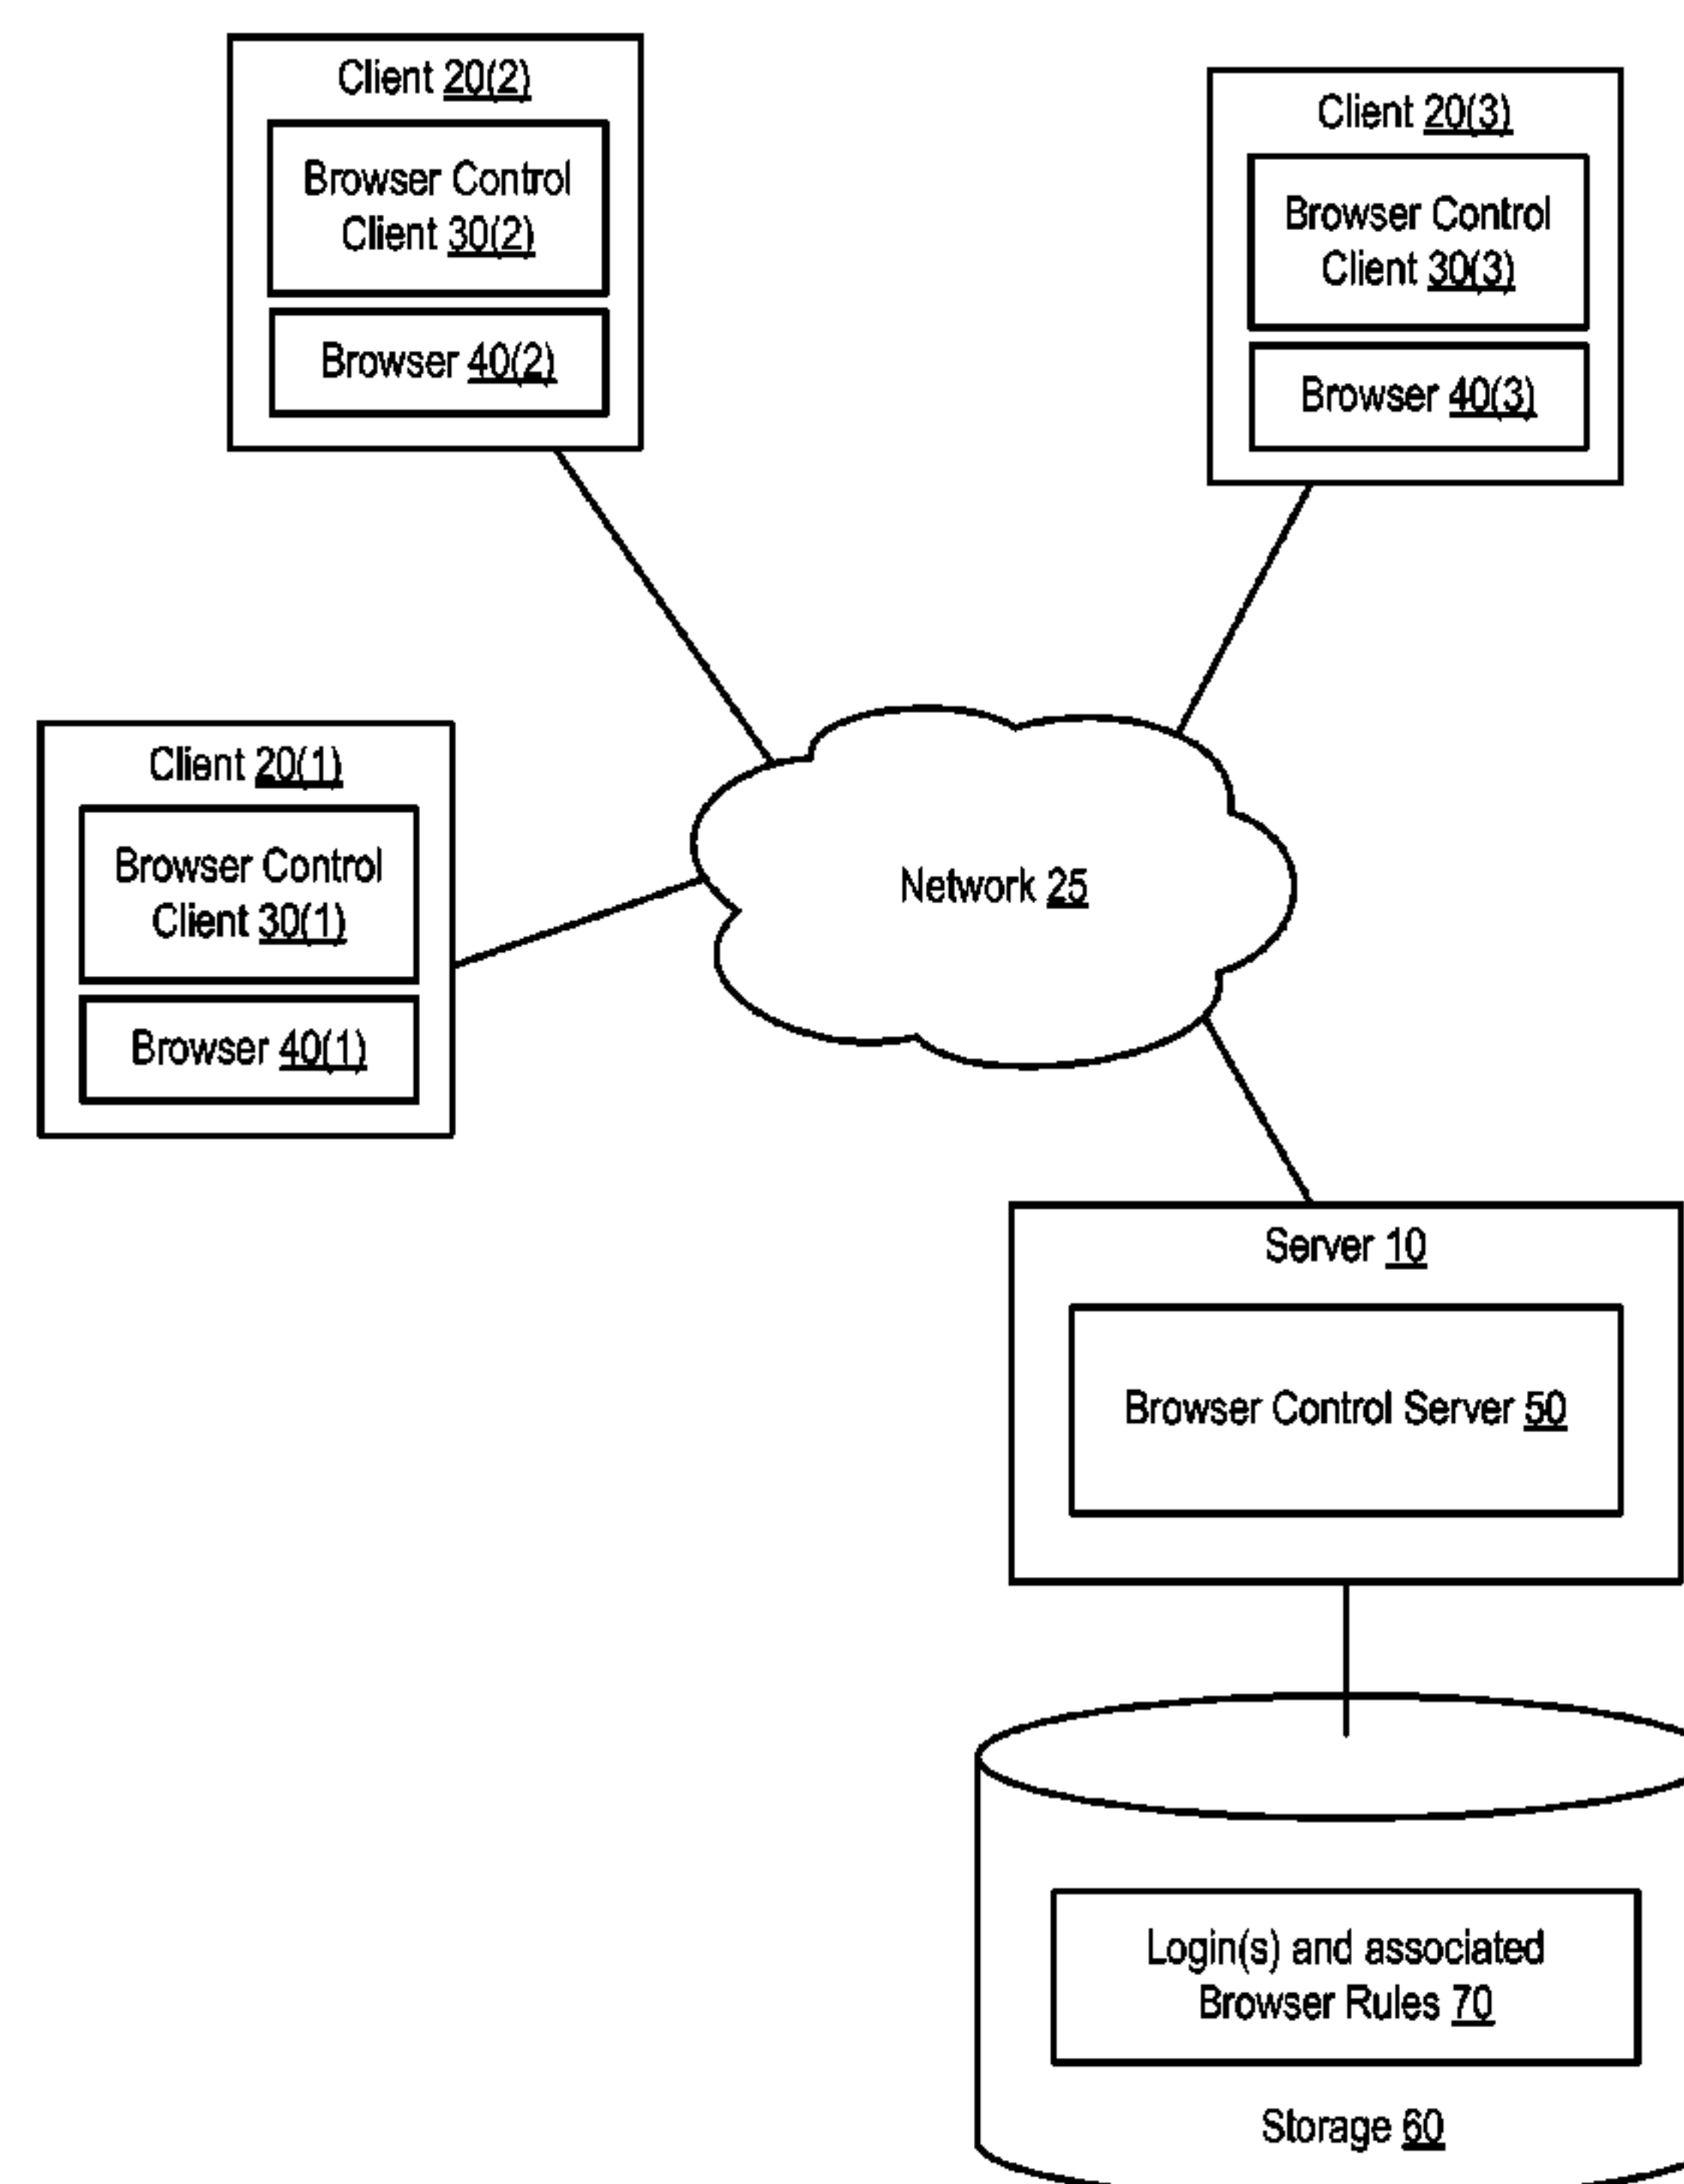 Client 20(2)
Browser Control
Client 30(2)
Browser 40(2)
Client 20(3)
Browser Control
Client 30(3)
Browser 40(3)
Client 20(1)
Browser Control
Client 30(1)
Browser 40(1)
Network 25
Server 10
Browser Control Server 50
Login(s) and associated
Browser Rules 70
Storage 60